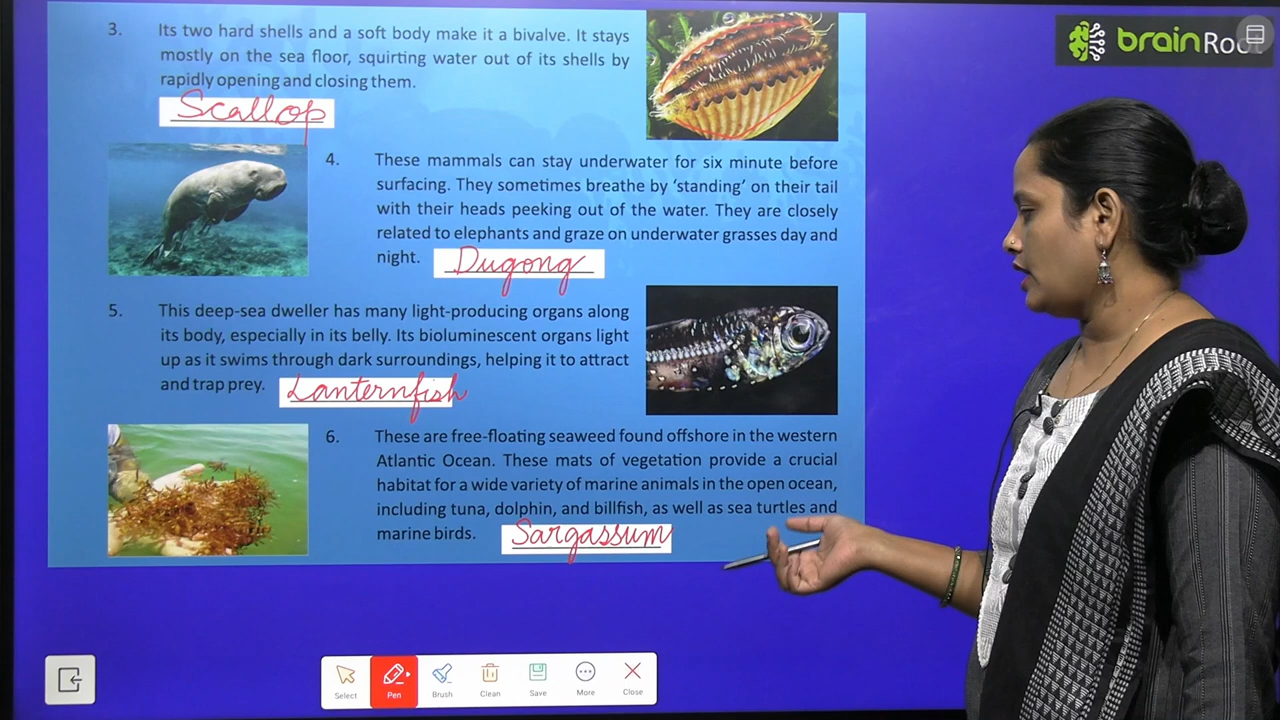 3. Its two hard shells and a soft body make it a bivalve. It stays
mostly on the sea floor, squirting water out of its shells by
rapidly opening and closing them.
Scallop
4. These mammals can stay underwater for six minute before
surfacing. They sometimes breathe by ‘standing’ on their tail
with their heads peeking out of the water. They are closely
related to elephants and graze on underwater grasses day and
night. Dugong
5. This deep-sea dweller has many light-producing organs along
its body, especially in its belly. Its bioluminescent organs light
up as it swims through dark surroundings, helping it to attract
and trap prey. Lanternfish
6. These are free-floating seaweed found offshore in the western
Atlantic Ocean. These mats of vegetation provide a crucial
habitat for a wide variety of marine animals in the open ocean,
including tuna, dolphin, and billfish, as well as sea turtles and
marine birds. Sargassum
brainRoot
Select Pen Brush Clean Save More Close